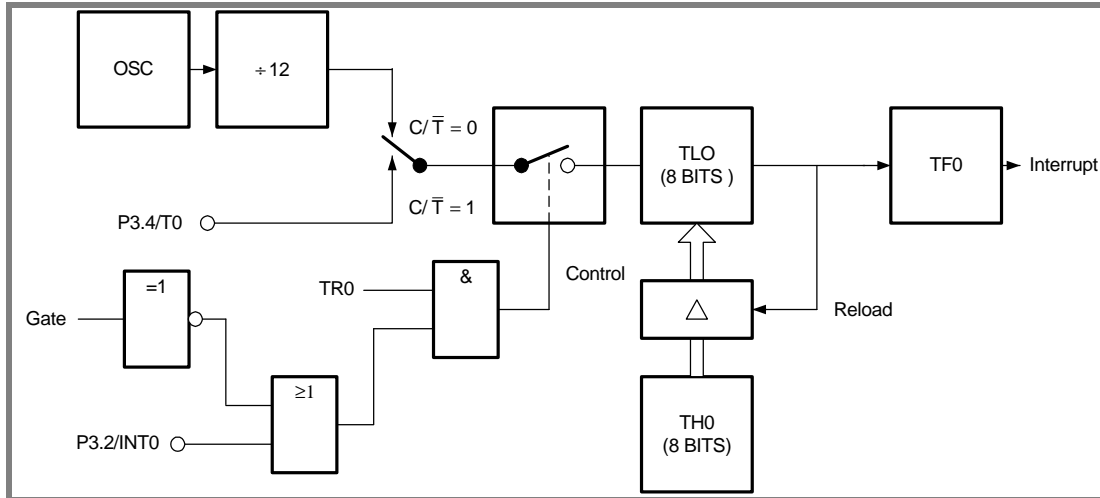 OSC
÷ 12
C/T̅ = 0
C/T̅ = 1
P3.4/T0
TLO
(8 BITS )
TF0
Interrupt
Control
TR0
&
=1
Gate
≥1
P3.2/INT0
△
Reload
TH0
(8 BITS)